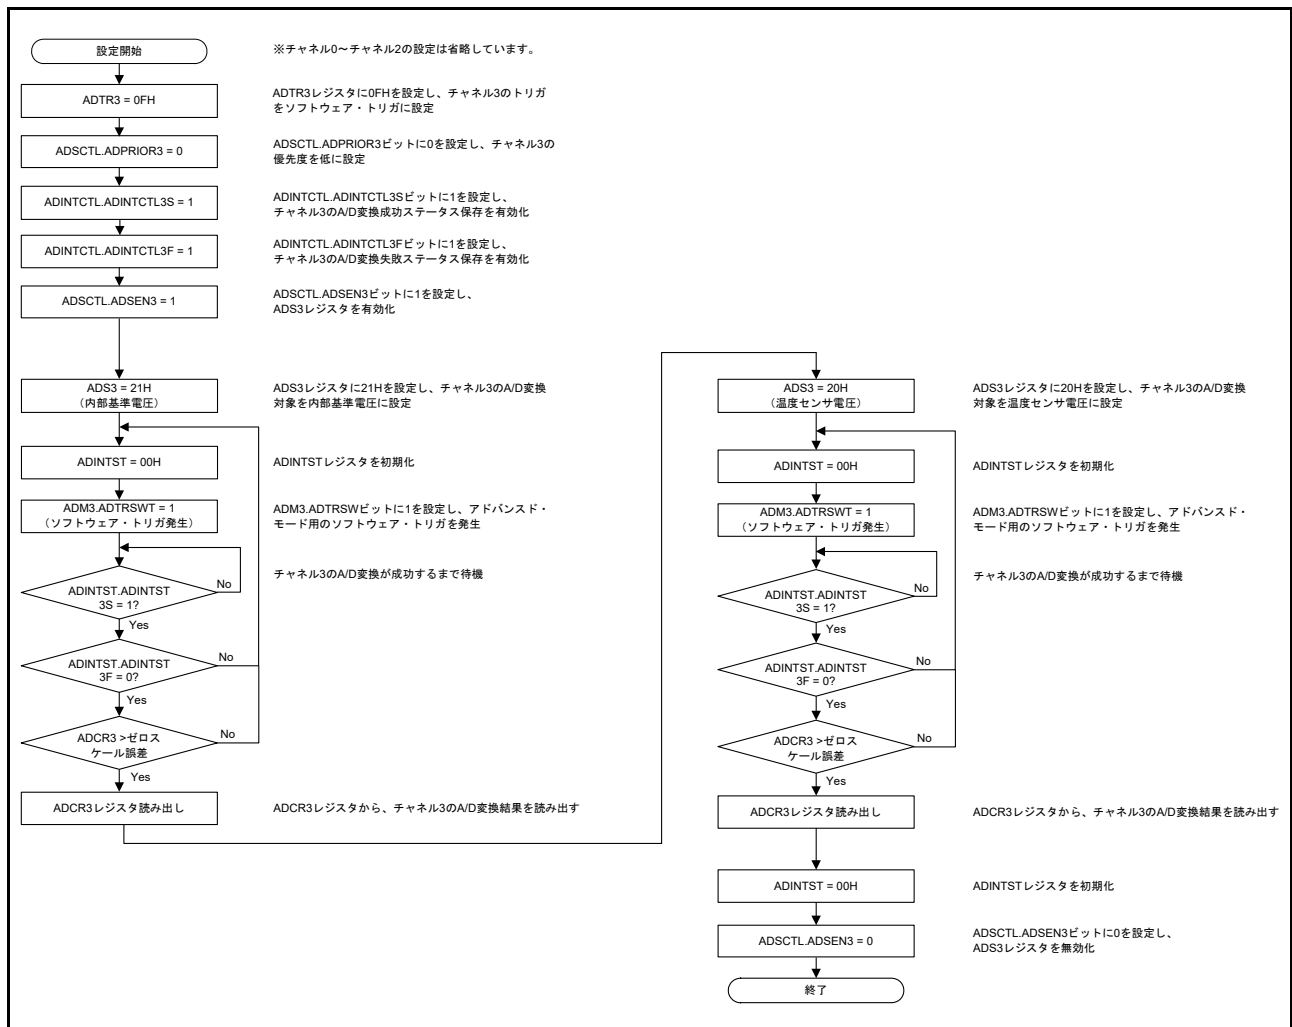 設定開始
※チャネル0～チャネル2の設定は省略しています。
ADTR3 = 0FH
ADTR3レジスタに0FHを設定し、チャネル3のトリガ
をソフトウェア・トリガに設定
ADSCTL.ADPRIOR3 = 0
ADSCTL.ADPRIOR3ビットに0を設定し、チャネル3の
優先度を低に設定
ADINTCTL.ADINTCTL3S = 1
ADINTCTL.ADINTCTL3Sビットに1を設定し、
チャネル3のA/D変換成功ステータス保存を有効化
ADINTCTL.ADINTCTL3F = 1
ADINTCTL.ADINTCTL3Fビットに1を設定し、
チャネル3のA/D変換失敗ステータス保存を有効化
ADSCTL.ADSEN3 = 1
ADSCTL.ADSEN3ビットに1を設定し、
ADS3レジスタを有効化
ADS3 = 21H
（内部基準電圧）
ADS3レジスタに21Hを設定し、チャネル3のA/D変換
対象を内部基準電圧に設定
ADINTST = 00H
ADINTSTレジスタを初期化
ADM3.ADTRSWT = 1
（ソフトウェア・トリガ発生）
ADM3.ADTRSWビットに1を設定し、アドバンスド・
モード用のソフトウェア・トリガを発生
チャネル3のA/D変換が成功するまで待機
ADINTST.ADINTST
3S = 1?
No
Yes
ADINTST.ADINTST
3F = 0?
No
Yes
ADCR3 >ゼロス
ケール誤差
No
Yes
ADCR3レジスタ読み出し
ADCR3レジスタから、チャネル3のA/D変換結果を読み出す
ADS3 = 20H
（温度センサ電圧）
ADS3レジスタに20Hを設定し、チャネル3のA/D変換
対象を温度センサ電圧に設定
ADINTST = 00H
ADINTSTレジスタを初期化
ADM3.ADTRSWT = 1
（ソフトウェア・トリガ発生）
ADM3.ADTRSWビットに1を設定し、アドバンスド・
モード用のソフトウェア・トリガを発生
チャネル3のA/D変換が成功するまで待機
ADINTST.ADINTST
3S = 1?
No
Yes
ADINTST.ADINTST
3F = 0?
No
Yes
ADCR3 >ゼロス
ケール誤差
No
Yes
ADCR3レジスタ読み出し
ADCR3レジスタから、チャネル3のA/D変換結果を読み出す
ADINTST = 00H
ADINTSTレジスタを初期化
ADSCTL.ADSEN3 = 0
ADSCTL.ADSEN3ビットに0を設定し、
ADS3レジスタを無効化
終了